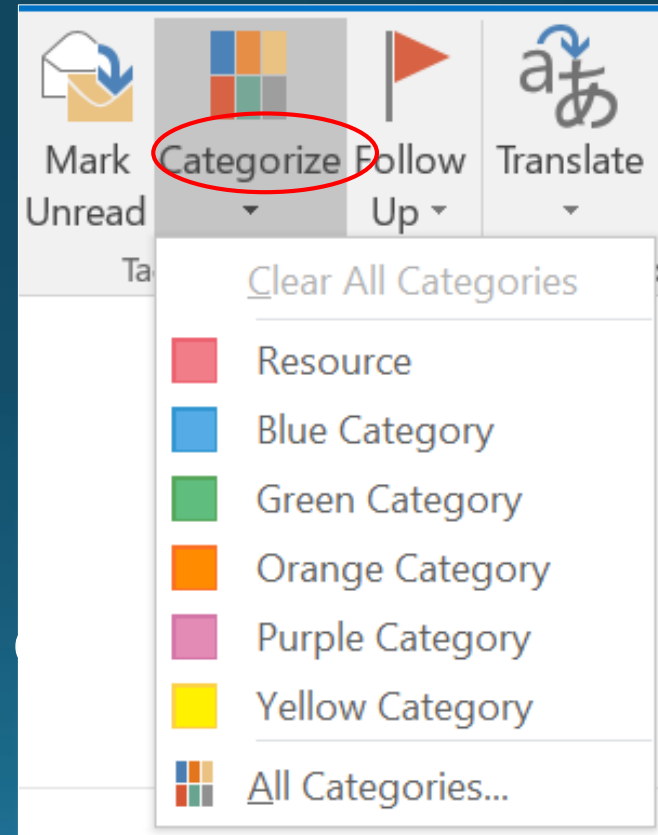 Mark Unread
Categorize
Follow Up
Translate
aあ
Ta
Clear All Categories
Resource
Blue Category
Green Category
Orange Category
Purple Category
Yellow Category
All Categories...